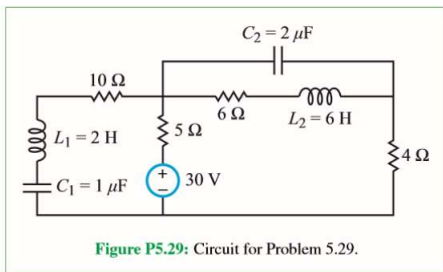 C2 = 2 μF
10 Ω
6 Ω
L2 = 6 H
L1 = 2 H
5 Ω
4 Ω
C1 = 1 μF
+
30 V
Figure P5.29: Circuit for Problem 5.29.